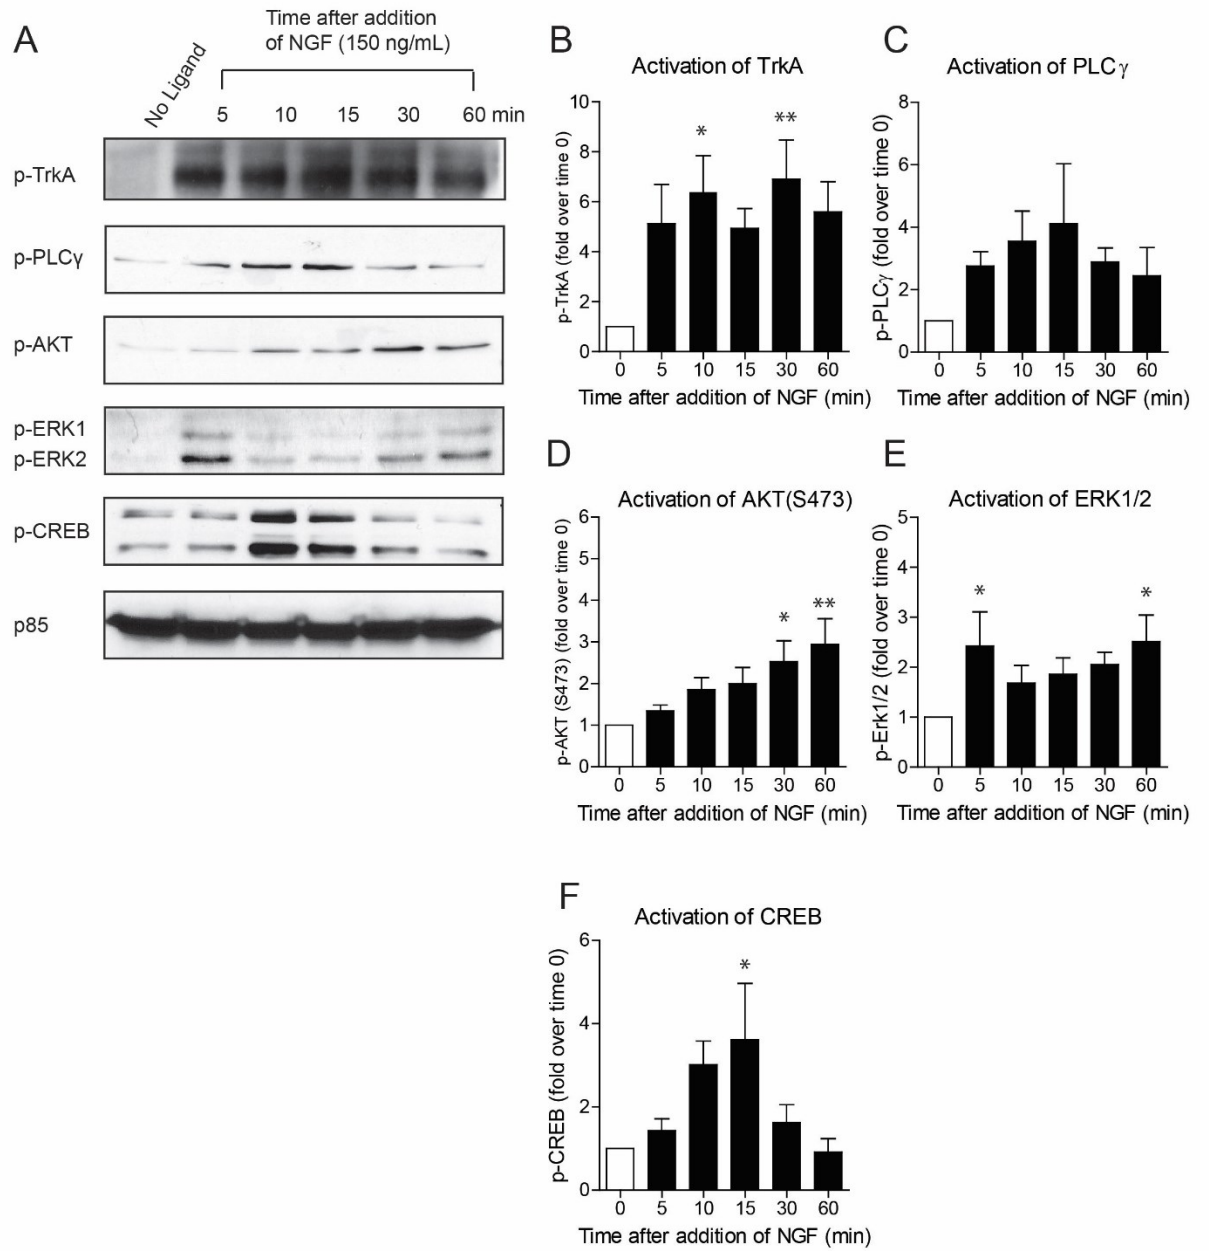 A
Time after addition
of NGF (150 ng/mL)
No Ligand
5 10 15 30 60 min
p-TrkA
p-PLCγ
p-AKT
p-ERK1
p-ERK2
p-CREB
p85
B
Activation of TrkA
p-TrkA (fold over time 0)
10
8
6
4
2
0
* **
0 5 10 15 30 60
Time after addition of NGF (min)
C
Activation of PLCγ
p-PLCγ (fold over time 0)
8
6
4
2
0
0 5 10 15 30 60
Time after addition of NGF (min)
D
Activation of AKT(S473)
p-AKT (S473) (fold over time 0)
6
5
4
3
2
1
0
* **
0 5 10 15 30 60
Time after addition of NGF (min)
E
Activation of ERK1/2
p-Erk1/2 (fold over time 0)
5
4
3
2
1
0
* *
0 5 10 15 30 60
Time after addition of NGF (min)
F
Activation of CREB
p-CREB (fold over time 0)
6
4
2
0
*
0 5 10 15 30 60
Time after addition of NGF (min)